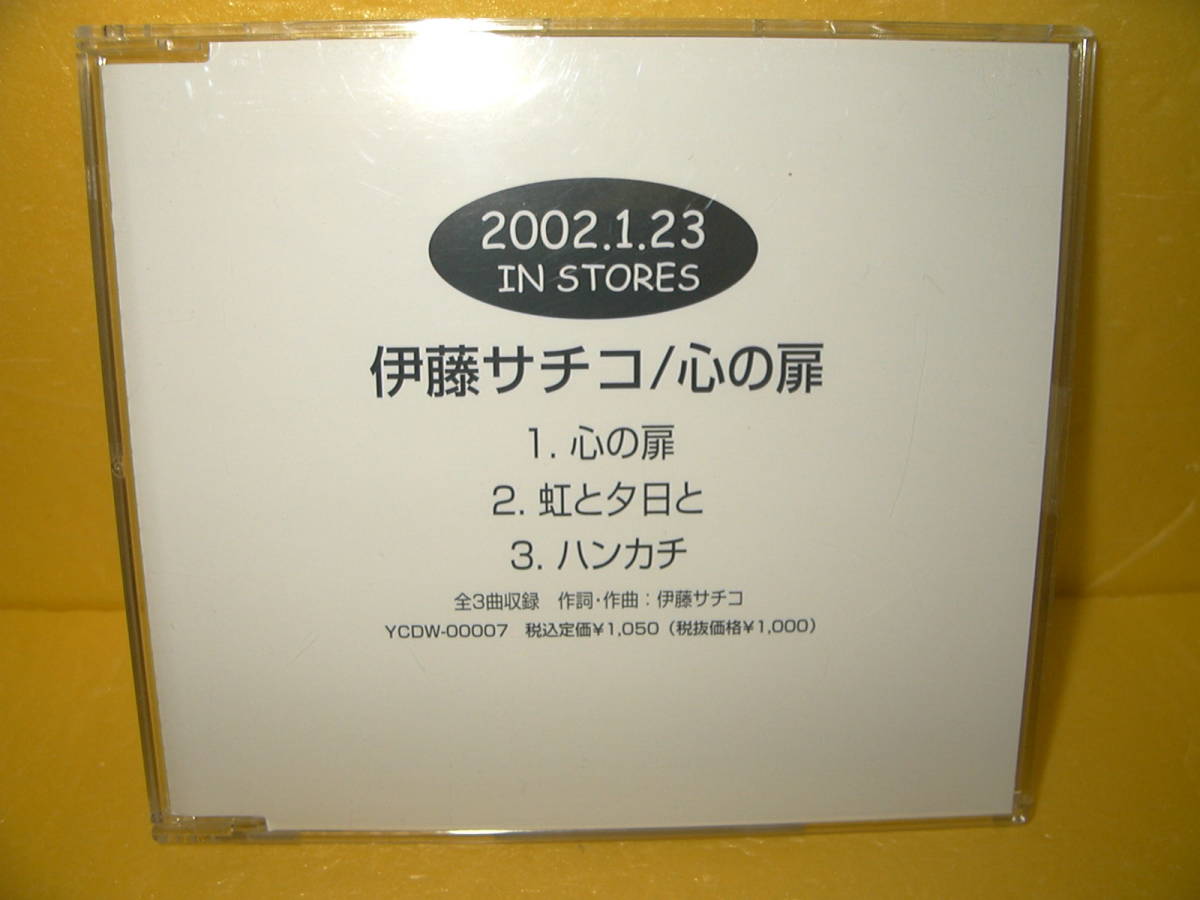 2002.1.23
IN STORES
伊藤サチコ/心の扉
1. 心の扉
2. 虹と夕日と
3. ハンカチ
全3曲収録　作詞・作曲：伊藤サチコ
YCDW-00007　税込定価¥1,050（税抜価格¥1,000）